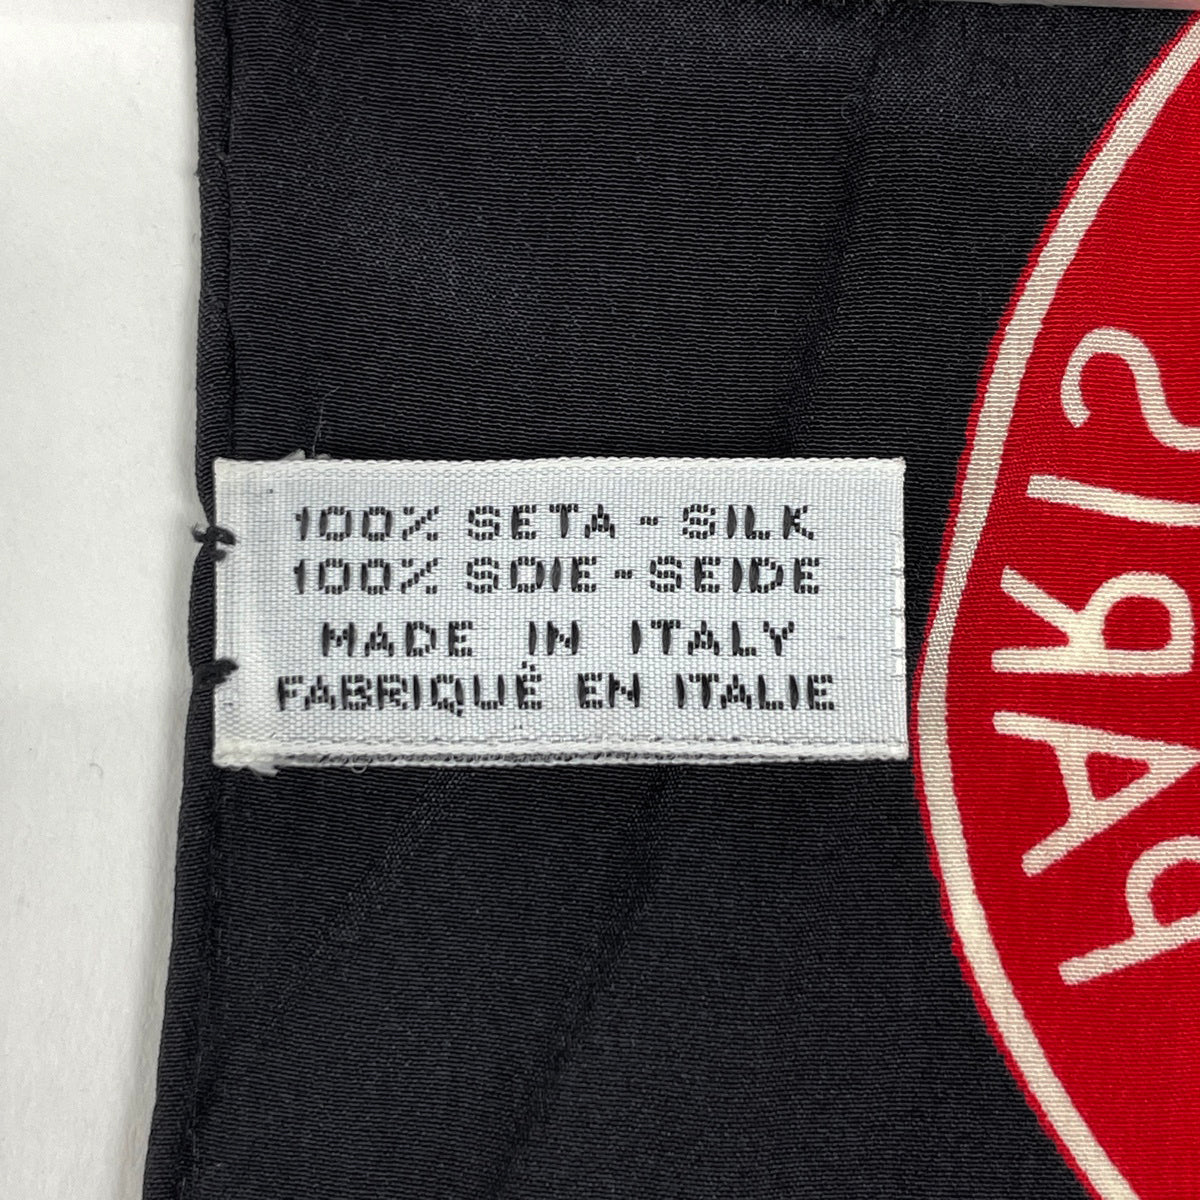 100% SETA - SILK
100% SOIE - SEIDE
MADE IN ITALY
FABRIQUÉ EN ITALIE
PARIS